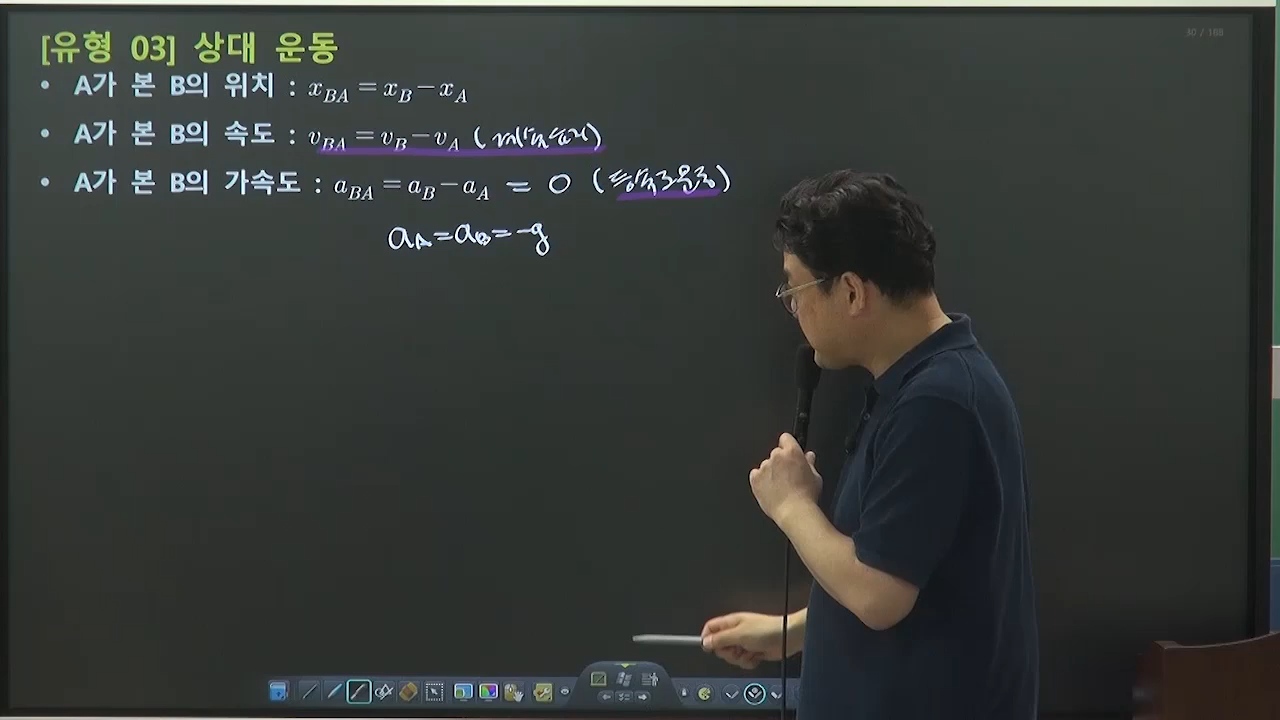 [유형 03] 상대 운동
• A가 본 B의 위치 : x_{BA} = x_B - x_A
• A가 본 B의 속도 : v_{BA} = v_B - v_A
• A가 본 B의 가속도 : a_{BA} = a_B - a_A = 0 (등속도운동)
a_A = a_B = -g
30 / 108